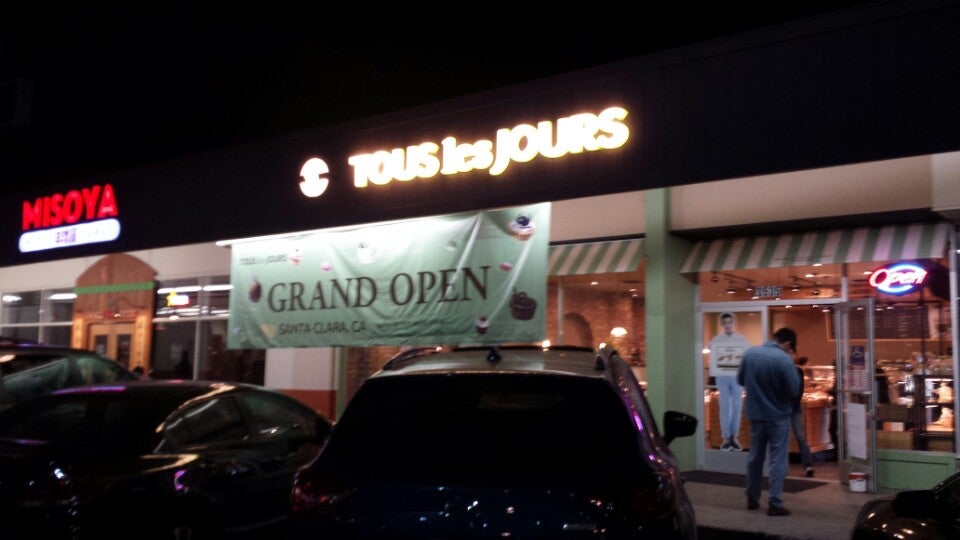 MISOYA
TOUS les JOURS
TOUS les JOURS
GRAND OPEN
SANTA CLARA, CA
Open